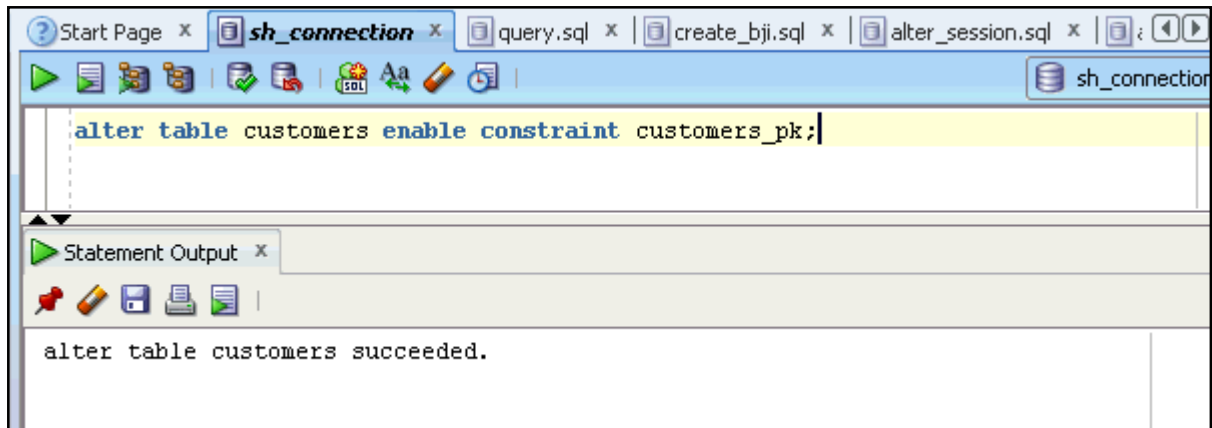 Start Page x sh_connection x query.sql x create_bji.sql x alter_session.sql x
sh_connection
alter table customers enable constraint customers_pk;
Statement Output x
alter table customers succeeded.